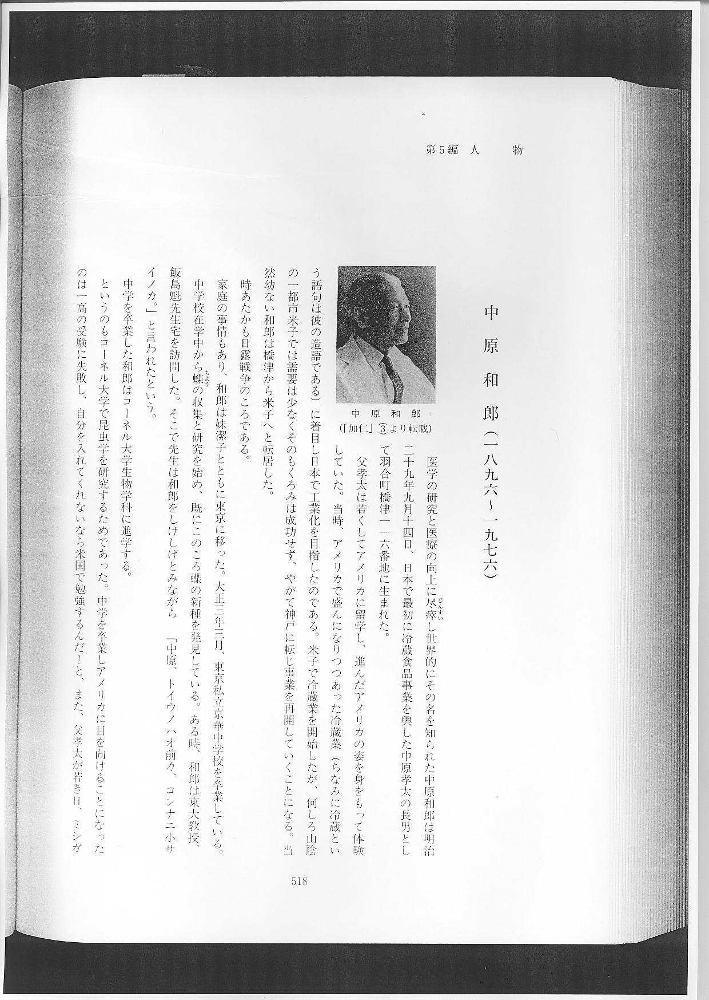 第5編　人　　物
中原和郎（一八九六～一九七六）
中原和郎
（「加仁」③より転載）
医学の研究と医療の向上に尽瘁し世界的にその名を知られた中原和郎は明治
じんすい
二十九年九月十四日、日本で最初に冷蔵食品事業を興した中原孝太の長男とし
て羽合町橋津一一六番地に生まれた。
父孝太は若くしてアメリカに留学し、進んだアメリカの姿を身をもって体験
していた。当時、アメリカで盛んになりつつあった冷蔵業（ちなみに冷蔵とい
う語句は彼の造語である）に着目し日本で工業化を目指したのである。米子で冷蔵業を開始したが、何しろ山陰
の一都市米子では需要は少なくそのもくろみは成功せず、やがて神戸に転じ事業を再開していくことになる。当
然幼ない和郎は橋津から米子へと転居した。
時あたかも日露戦争のころである。
家庭の事情もあり、和郎は妹潔子とともに東京に移った。大正三年三月、東京私立京華中学校を卒業している。
中学校在学中から蝶の収集と研究を始め、既にこのころ蝶の新種を発見している。ある時、和郎は東大教授、
ちよう
飯島魁先生宅を訪問した。そこで先生は和郎をしげしげとみながら　「中原、トイウノハオ前カ、コンナニ小サ
イノカ。」と言われたという。
中学を卒業した和郎はコーネル大学生物学科に進学する。
というのもコーネル大学で昆虫学を研究するためであった。中学を卒業しアメリカに目を向けることになった
のは一高の受験に失敗し、自分を入れてくれないなら米国で勉強するんだ！と、また、父孝太が若き日、ミシガ
518